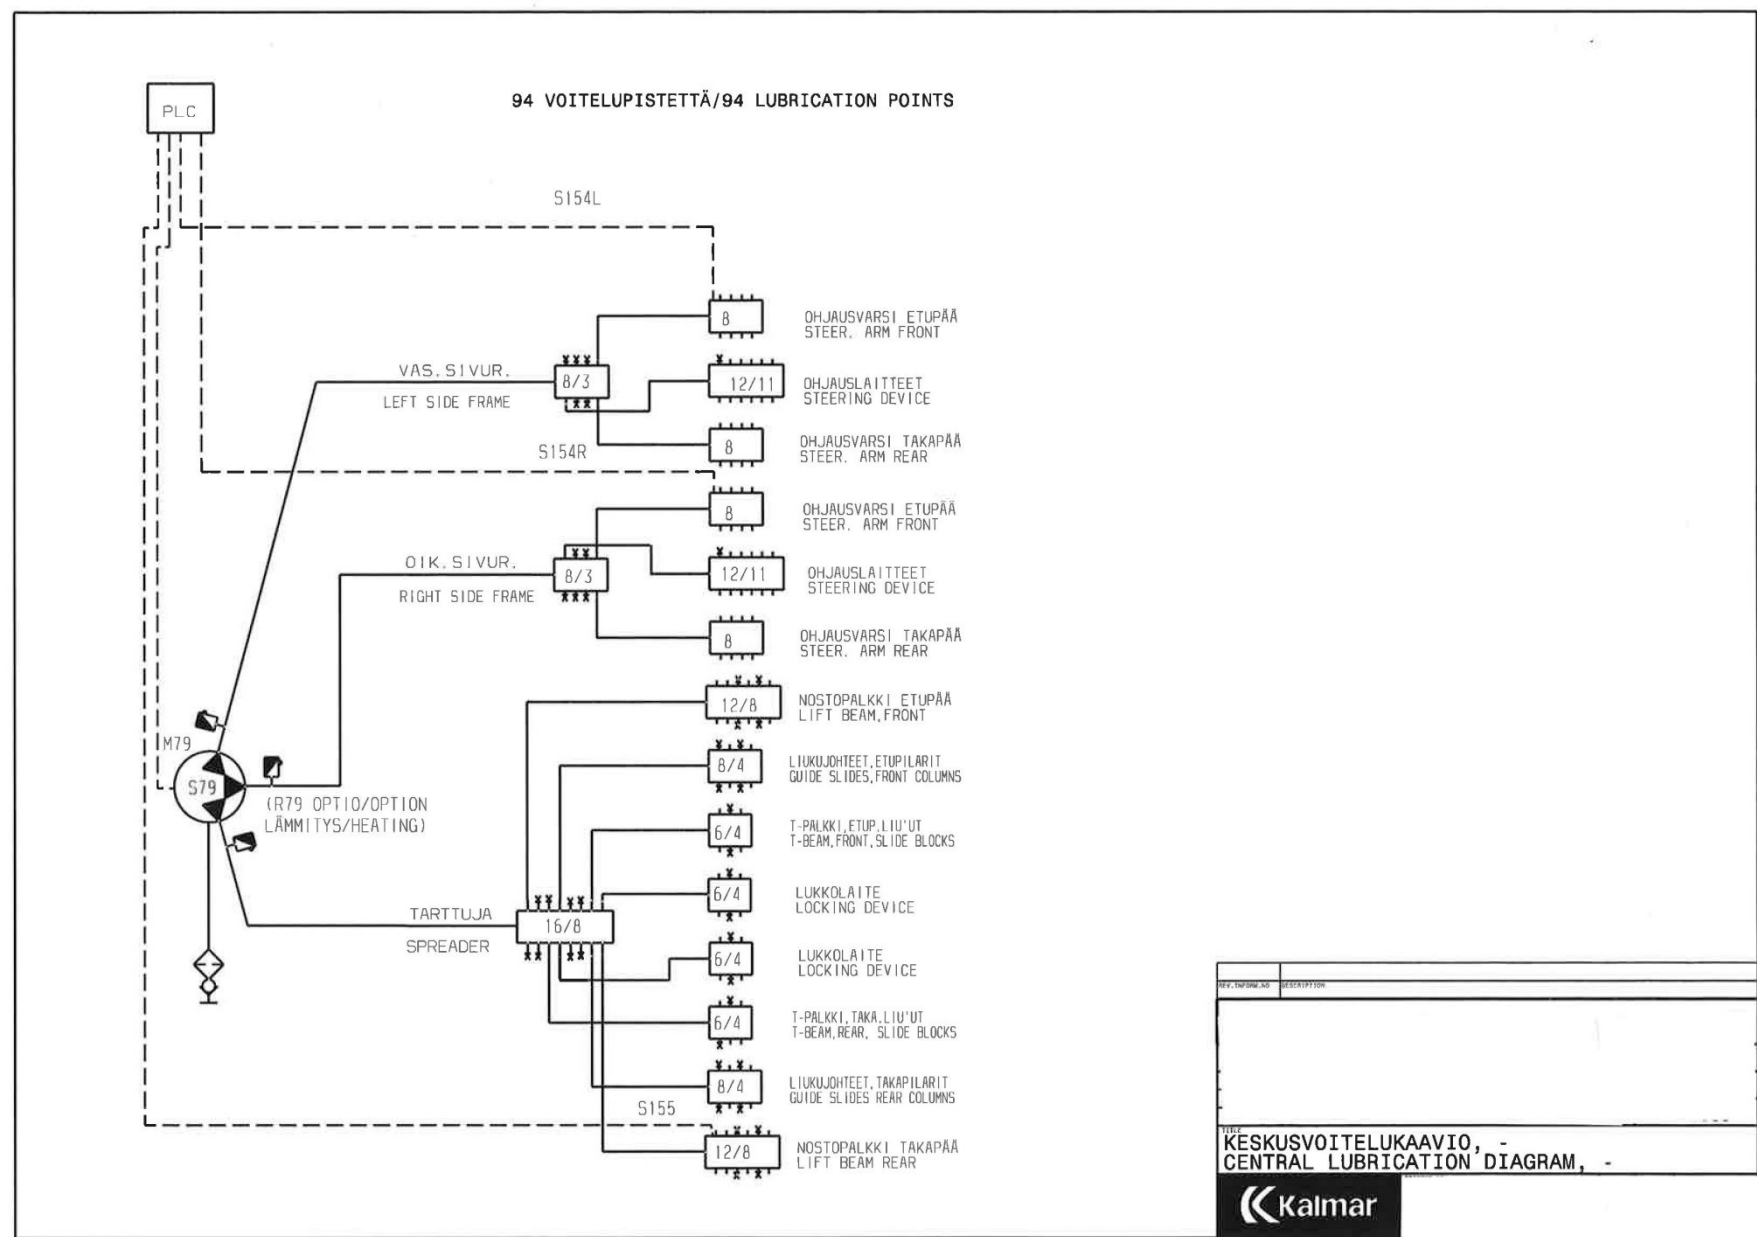 PLC
94 VOITELUPISTETTÄ/94 LUBRICATION POINTS
S154L
8
OHJAUSVARSI ETUPÄÄ
STEER. ARM FRONT
VAS.SIVUR.
LEFT SIDE FRAME
8/3
12/11
OHJAUSLAITTEET
STEERING DEVICE
8
OHJAUSVARSI TAKAPÄÄ
STEER. ARM REAR
S154R
8
OHJAUSVARSI ETUPÄÄ
STEER. ARM FRONT
OIK.SIVUR.
RIGHT SIDE FRAME
8/3
12/11
OHJAUSLAITTEET
STEERING DEVICE
8
OHJAUSVARSI TAKAPÄÄ
STEER. ARM REAR
12/8
NOSTOPALKKI ETUPÄÄ
LIFT BEAM,FRONT
M79
S79
(R79 OPTIO/OPTION
LÄMMITYS/HEATING)
8/4
LIUKUJOHTEET,ETUPILARIT
GUIDE SLIDES,FRONT COLUMNS
6/4
T-PALKKI,ETUP,LIU'UT
T-BEAM,FRONT,SLIDE BLOCKS
6/4
LUKKOLAITE
LOCKING DEVICE
TARTTUJA
SPREADER
16/8
6/4
LUKKOLAITE
LOCKING DEVICE
6/4
T-PALKKI,TAKA,LIU'UT
T-BEAM,REAR, SLIDE BLOCKS
8/4
LIUKUJOHTEET,TAKAPILARIT
GUIDE SLIDES REAR COLUMNS
S155
12/8
NOSTOPALKKI TAKAPÄÄ
LIFT BEAM REAR
REV.INFORM.NO DESCRIPTION
TITLE
KESKUSVOITELUKAAVIO, -
CENTRAL LUBRICATION DIAGRAM, -
Kalmar